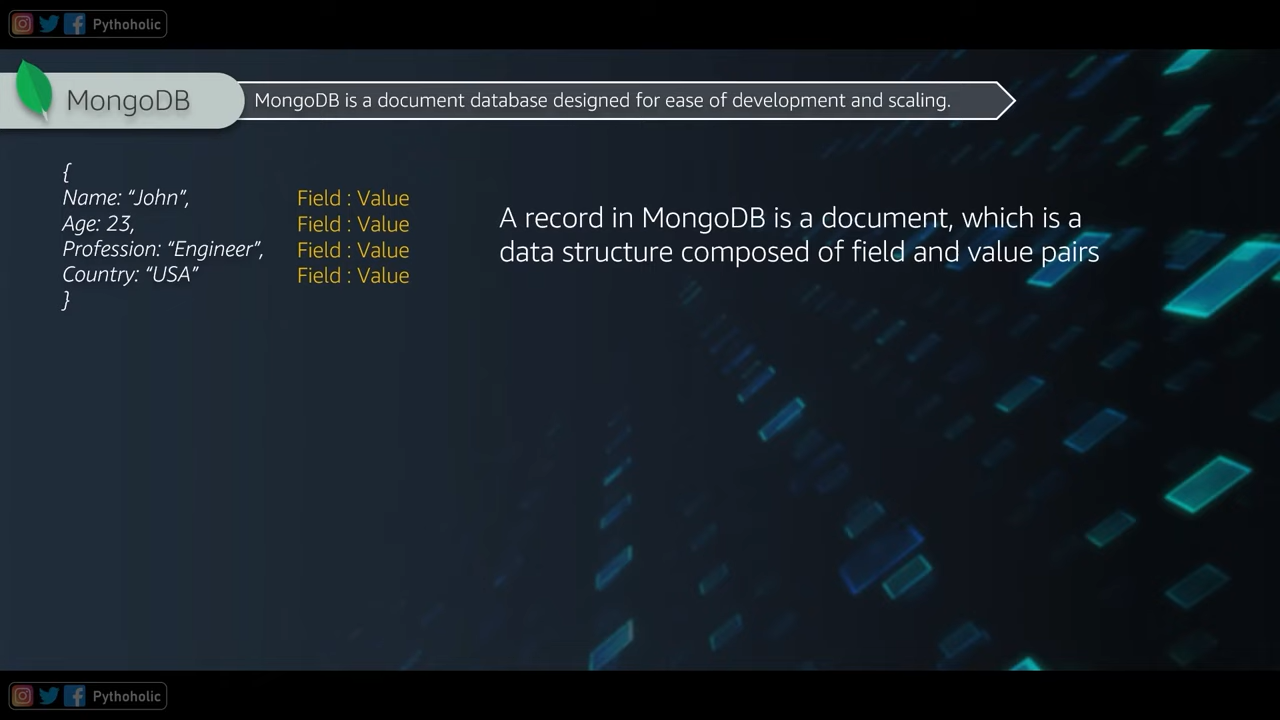 Pythoholic
MongoDB
MongoDB is a document database designed for ease of development and scaling.
{
Name: “John”,
Age: 23,
Profession: “Engineer”,
Country: “USA”
}
Field : Value
Field : Value
Field : Value
Field : Value
A record in MongoDB is a document, which is a
data structure composed of field and value pairs
Pythoholic